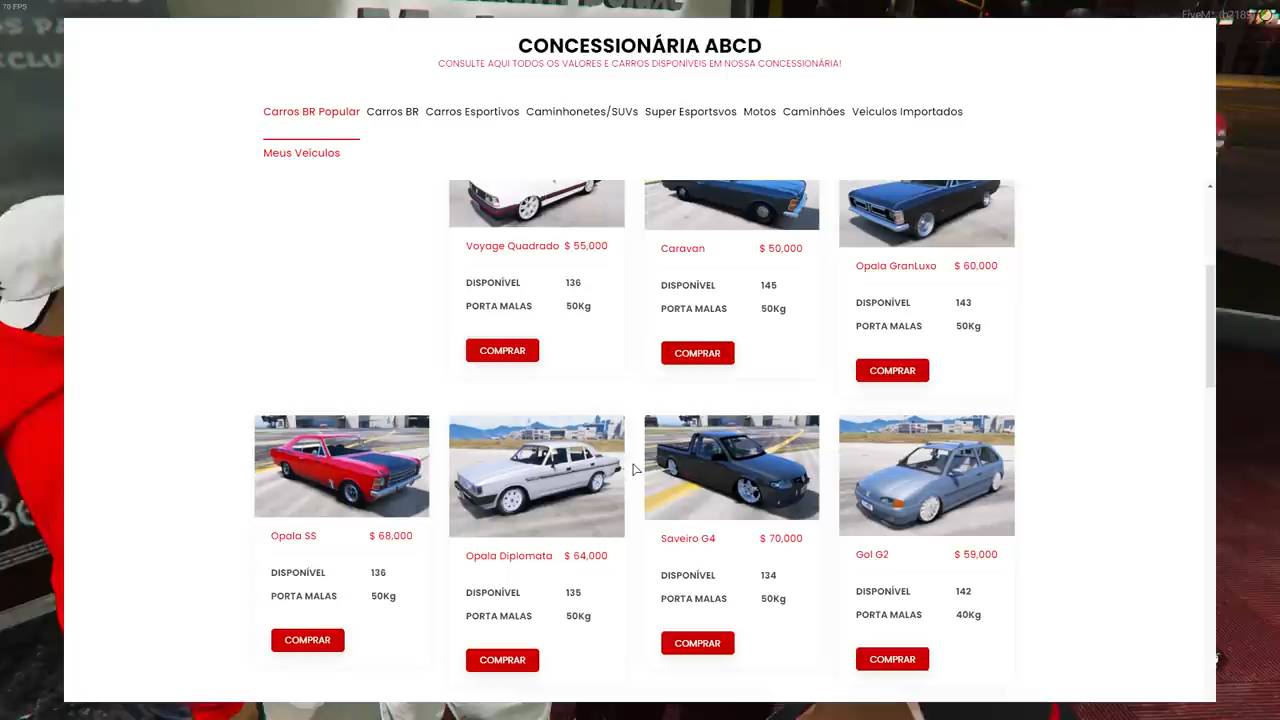 70 FPS
CONCESSIONÁRIA ABCD
CONSULTE AQUI TODOS OS VALORES E CARROS DISPONÍVEIS EM NOSSA CONCESSIONÁRIA!
Carros BR Popular Carros BR Carros Esportivos Caminhonetes/SUVs Super Esportsvos Motos Caminhões Veiculos Importados
Meus Veículos
Voyage Quadrado $ 55,000
DISPONÍVEL 136
PORTA MALAS 50Kg
COMPRAR
Caravan $ 50,000
DISPONÍVEL 145
PORTA MALAS 50Kg
COMPRAR
Opala GranLuxo $ 60,000
DISPONÍVEL 143
PORTA MALAS 50Kg
COMPRAR
Opala SS $ 68,000
DISPONÍVEL 136
PORTA MALAS 50Kg
COMPRAR
Opala Diplomata $ 64,000
DISPONÍVEL 135
PORTA MALAS 50Kg
COMPRAR
Saveiro G4 $ 70,000
DISPONÍVEL 134
PORTA MALAS 50Kg
COMPRAR
Gol G2 $ 59,000
DISPONÍVEL 142
PORTA MALAS 40Kg
COMPRAR